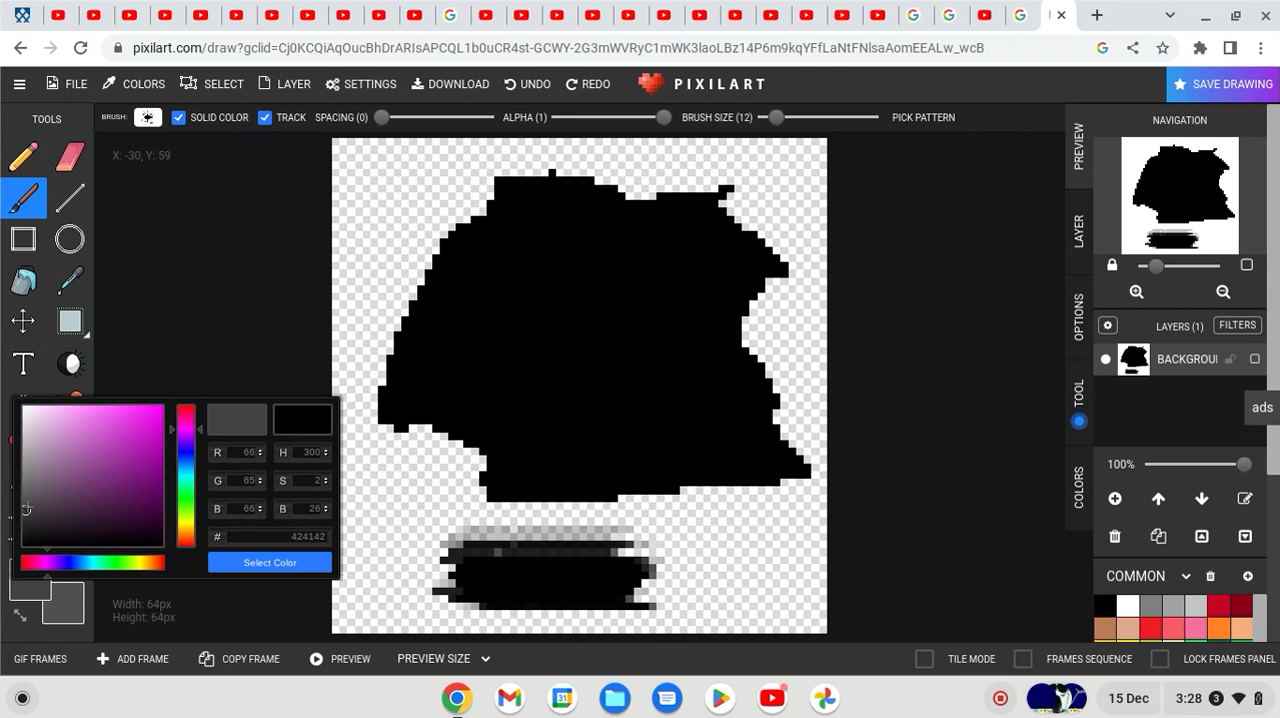 pixilart.com/draw?gclid=Cj0KCQiAqOucBhDrARIsAPCQL1b0uCR4st-GCWY-2G3mWVRyC1mWK3laoLBz14P6m9kqYFfLaNtFNlsaAomEEALw_wcB
FILE COLORS SELECT LAYER SETTINGS DOWNLOAD UNDO REDO PIXILART SAVE DRAWING
TOOLS
BRUSH: SOLID COLOR TRACK SPACING (0) ALPHA (1) BRUSH SIZE (12) PICK PATTERN
X: -30, Y: 59
NAVIGATION
PREVIEW
LAYER
OPTIONS
TOOL
COLORS
LAYERS (1) FILTERS
BACKGROU
ads
100%
COMMON
R 66 H 300
G 65 S 2
B 66 B 26
# 424142
Select Color
Width: 64px
Height: 64px
GIF FRAMES ADD FRAME COPY FRAME PREVIEW PREVIEW SIZE TILE MODE FRAMES SEQUENCE LOCK FRAMES PANEL
31
15 Dec 3:28 3